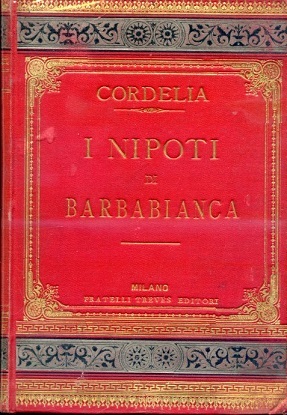 CORDELIA
I NIPOTI
DI
BARBABIANCA
MILANO
FRATELLI TREVES EDITORI